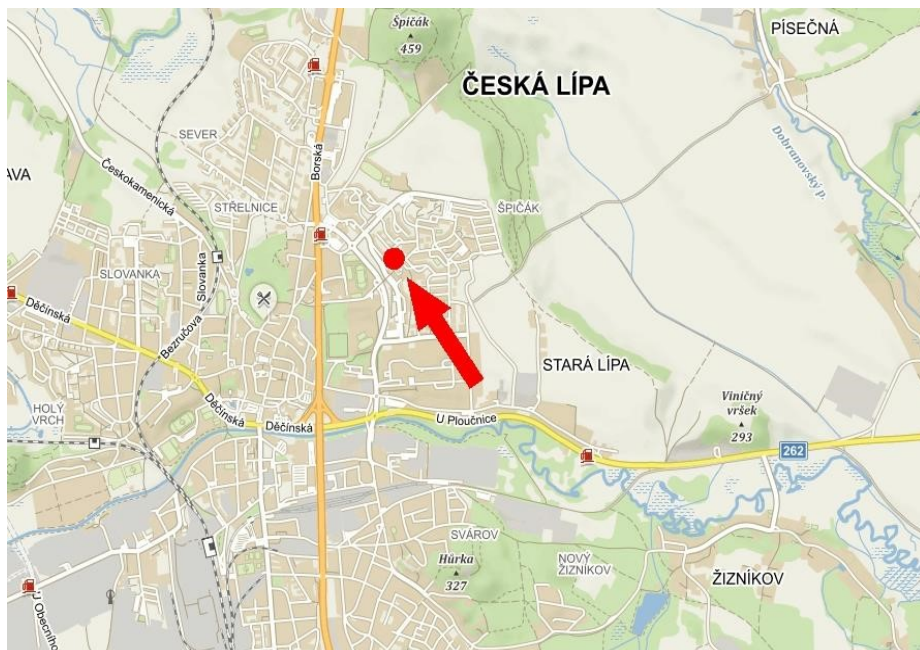 Špičák
459
PÍSEČNÁ
ČESKÁ LÍPA
Dobranovský p.
SEVER
Borská
AVA
Českokamenická
STŘELNICE
ŠPIČÁK
SLOVANKA
Slovanka
Děčínská
Bezručova
STARÁ LÍPA
Viničný
vršek
293
HOLÝ
VRCH
Děčínská
Děčínská
U Ploučnice
262
SVÁROV
Hůrka
327
NOVÝ
ŽIZNÍKOV
ŽIZNÍKOV
U Obecního